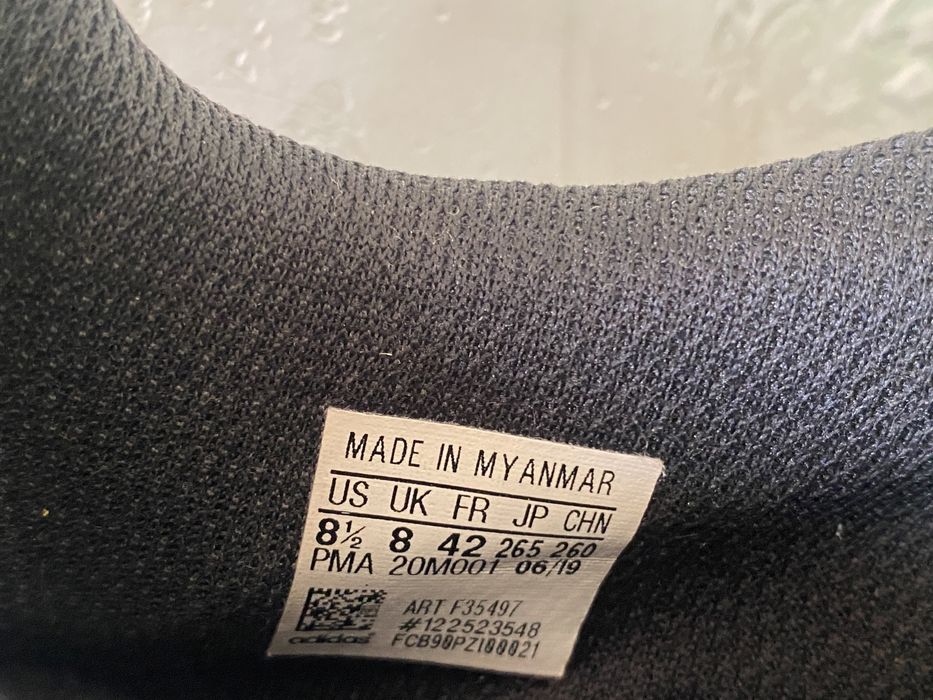 MADE IN MYANMAR
US UK FR JP CHN
8½ 8 42 265 260
PMA 20M001 06/19
ART F35497
#122523548
FCB90PZI00021
adidas